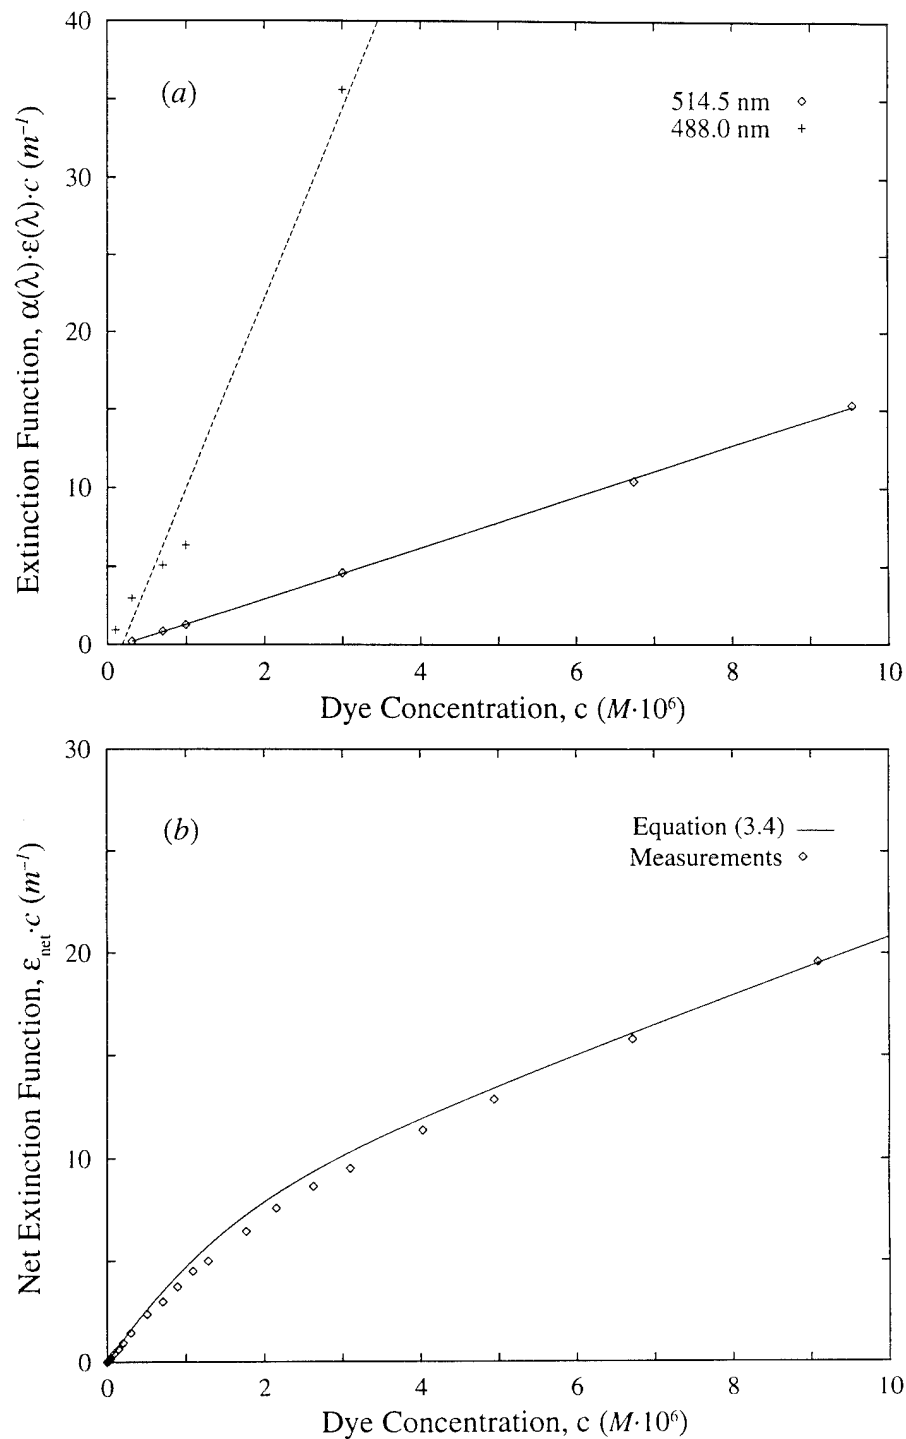 40
(a)
514.5 nm
488.0 nm
30
20
10
0
0 2 4 6 8 10
Extinction Function, α(λ)·ε(λ)·c (m⁻¹)
Dye Concentration, c (M·10⁶)
30
(b)
Equation (3.4)
Measurements
20
10
0
0 2 4 6 8 10
Net Extinction Function, ε_net·c (m⁻¹)
Dye Concentration, c (M·10⁶)